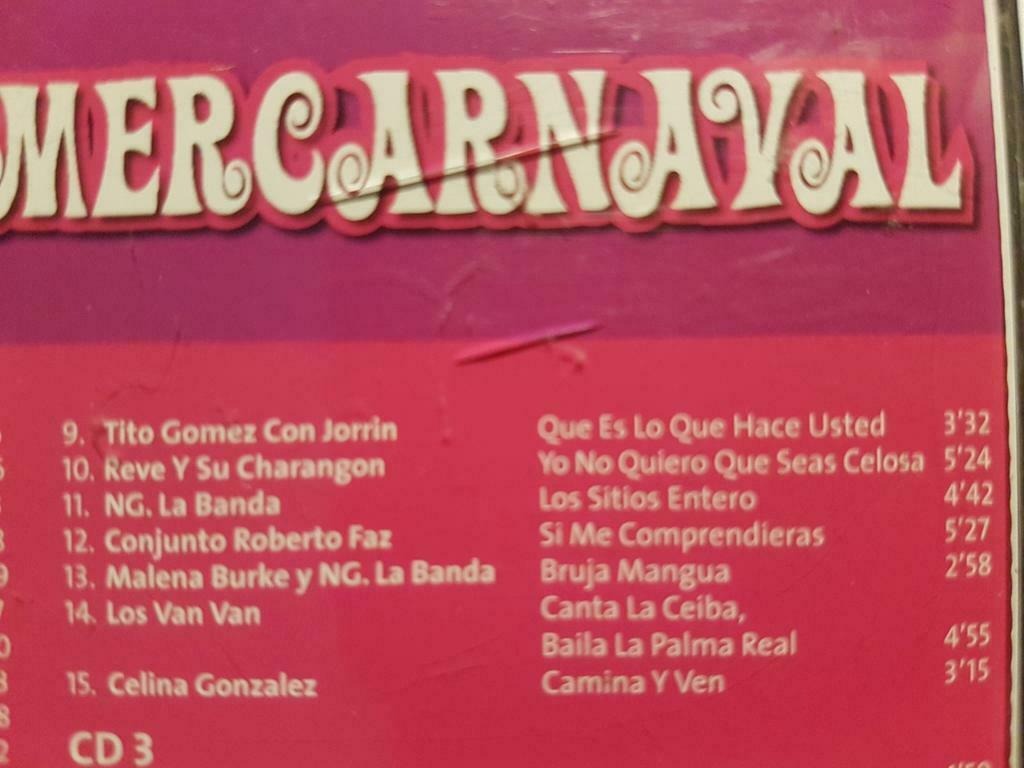 MERCARNAVAL
9. Tito Gomez Con Jorrin Que Es Lo Que Hace Usted 3'32
10. Reve Y Su Charangon Yo No Quiero Que Seas Celosa 5'24
11. NG. La Banda Los Sitios Entero 4'42
12. Conjunto Roberto Faz Si Me Comprendieras 5'27
13. Malena Burke y NG. La Banda Bruja Mangua 2'58
14. Los Van Van Canta La Ceiba,
Baila La Palma Real 4'55
15. Celina Gonzalez Camina Y Ven 3'15
CD 3